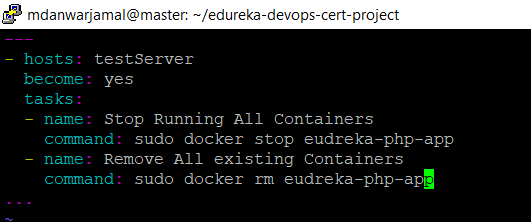 mdanwarjamal@master: ~/edureka-devops-cert-project
---
- hosts: testServer
  become: yes
  tasks:
  - name: Stop Running All Containers
    command: sudo docker stop eudreka-php-app
  - name: Remove All existing Containers
    command: sudo docker rm eudreka-php-app
...
~